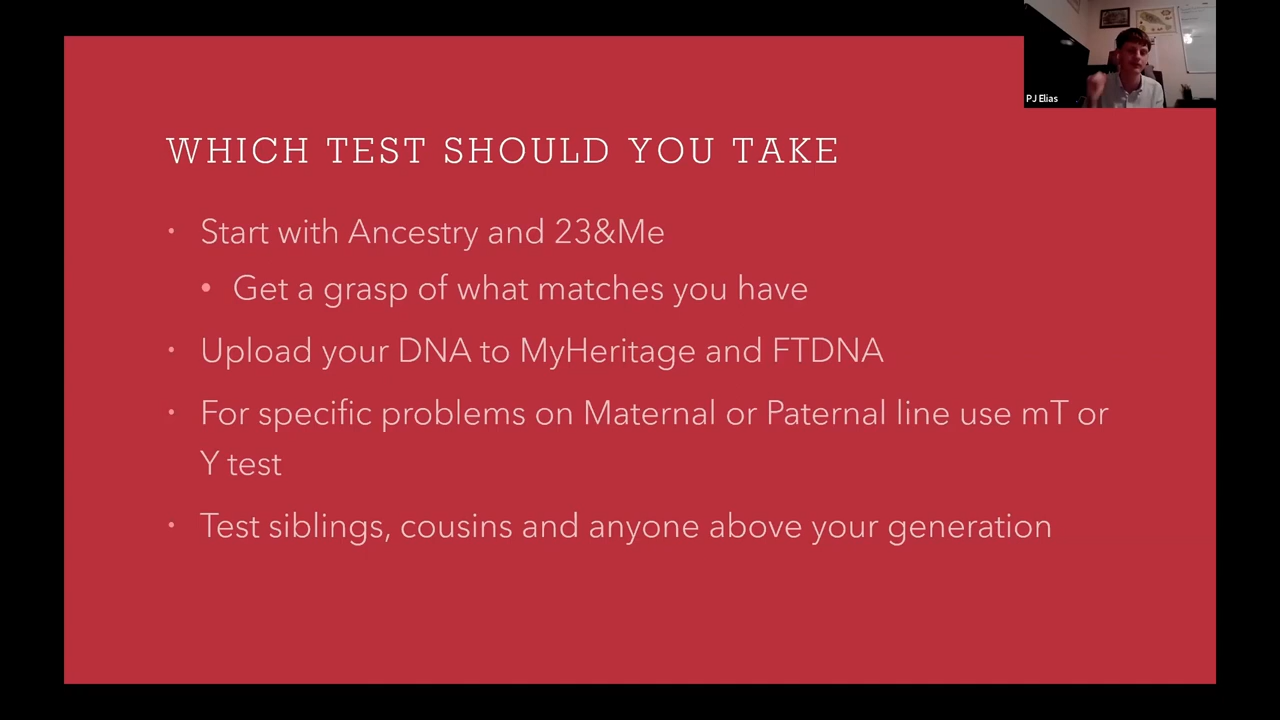 PJ Elias
WHICH TEST SHOULD YOU TAKE
• Start with Ancestry and 23&Me
• Get a grasp of what matches you have
• Upload your DNA to MyHeritage and FTDNA
• For specific problems on Maternal or Paternal line use mT or
Y test
• Test siblings, cousins and anyone above your generation